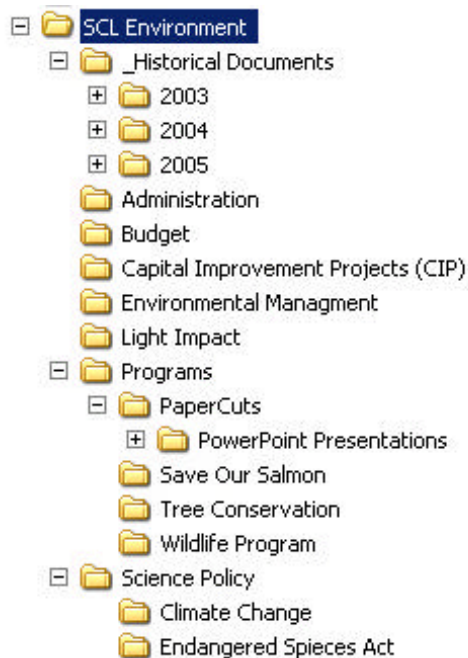 SCL Environment
_Historical Documents
2003
2004
2005
Administration
Budget
Capital Improvement Projects (CIP)
Environmental Managment
Light Impact
Programs
PaperCuts
PowerPoint Presentations
Save Our Salmon
Tree Conservation
Wildlife Program
Science Policy
Climate Change
Endangered Spieces Act